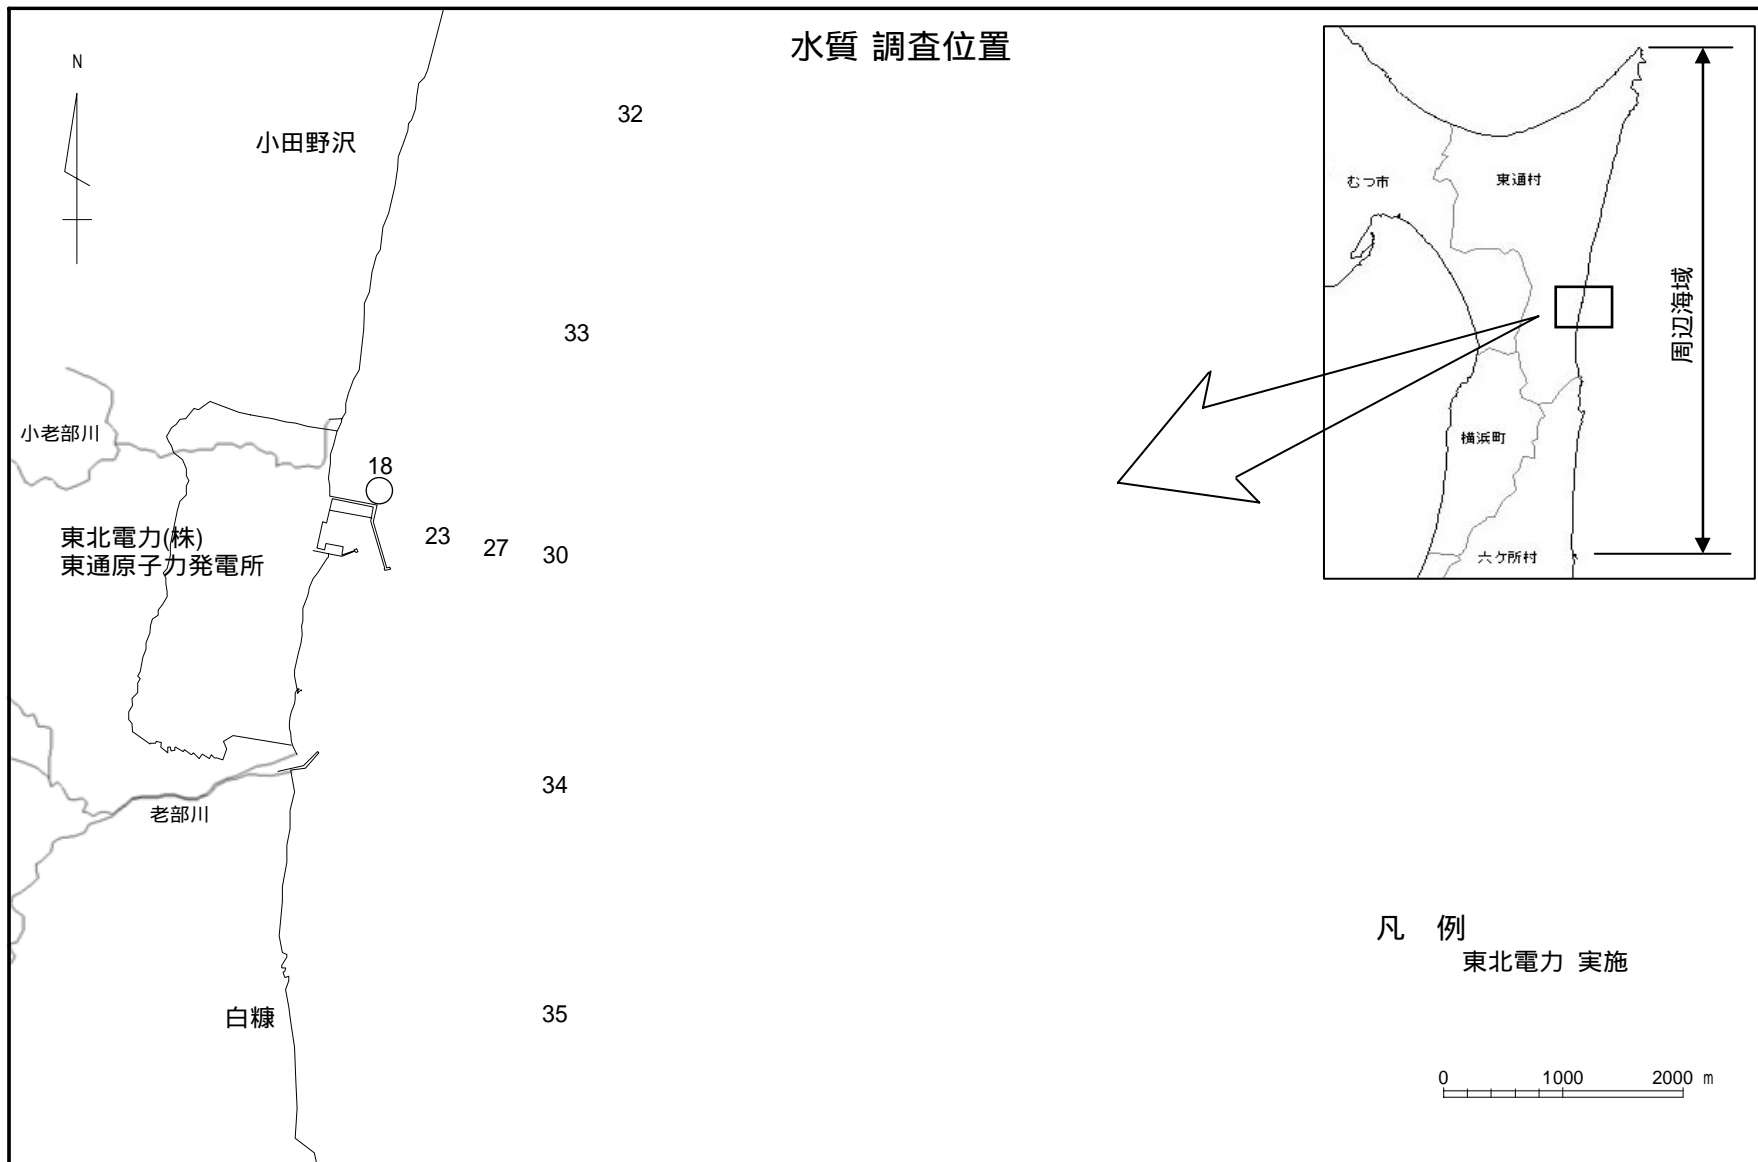 水質 調査位置
N
小田野沢
32
33
小老部川
18
東北電力(株)
東通原子力発電所
23
27
30
老部川
34
白糠
35
むつ市
東通村
周辺海域
横浜町
六ケ所村
凡 例
東北電力 実施
0 1000 2000 m